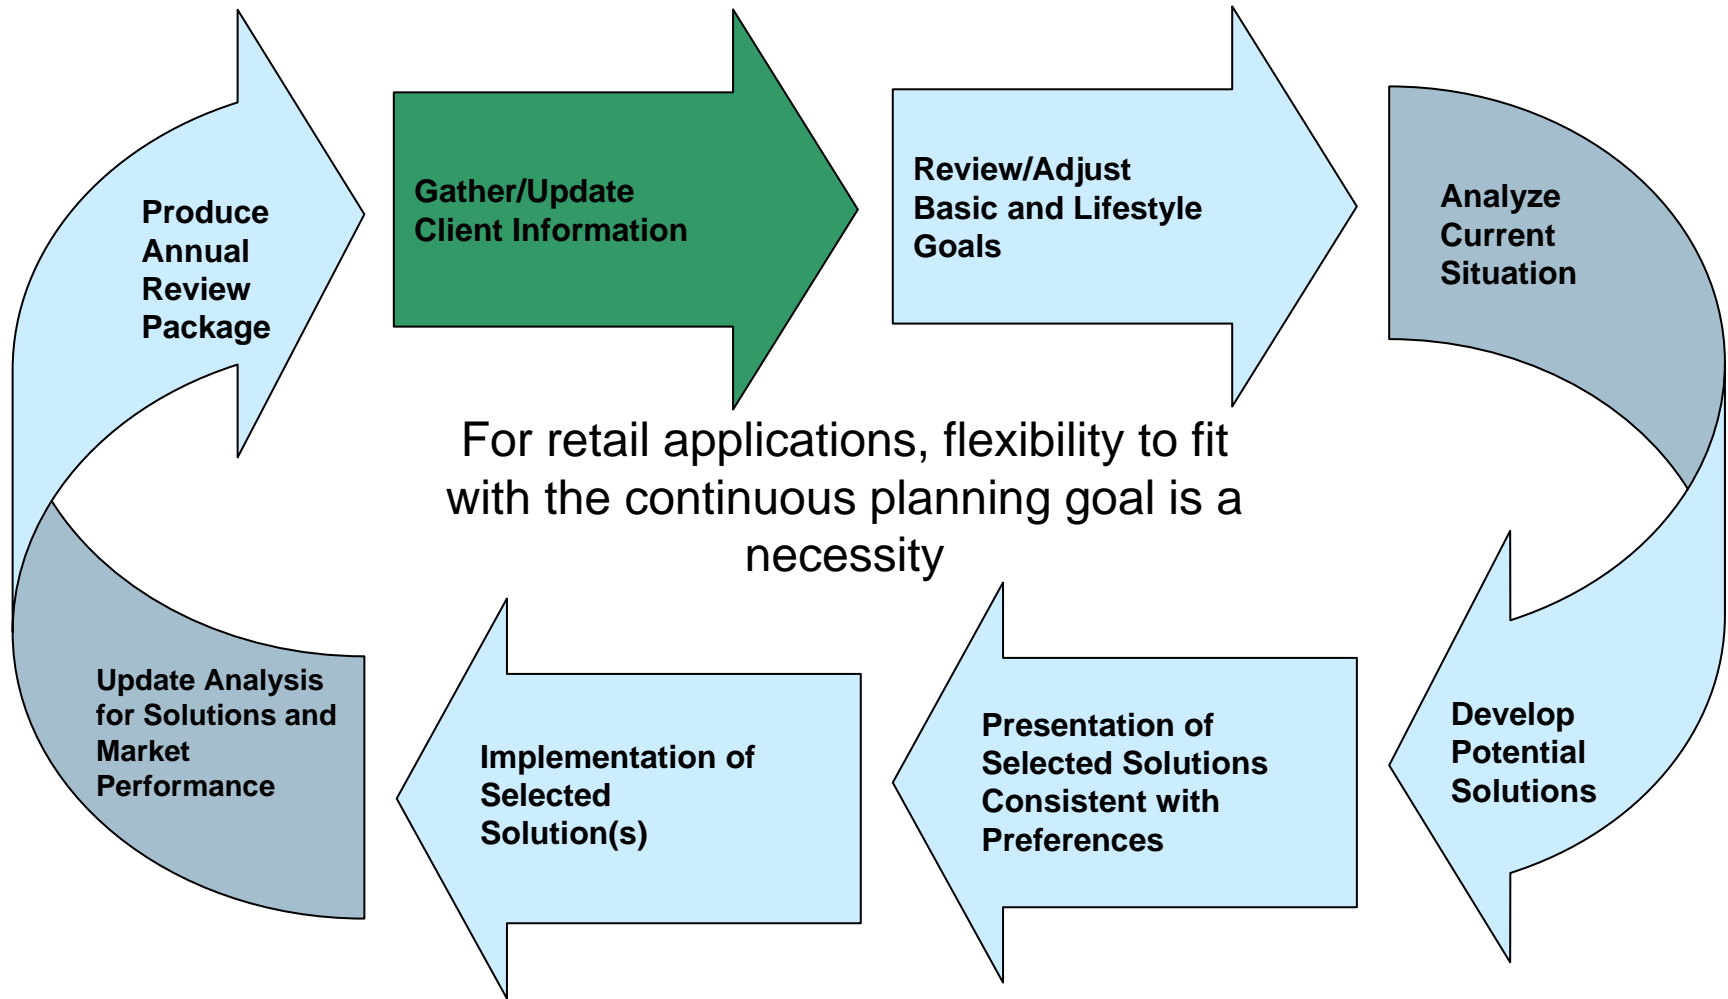 Produce
Annual
Review
Package
Gather/Update
Client Information
Review/Adjust
Basic and Lifestyle
Goals
Analyze
Current
Situation
For retail applications, flexibility to fit
with the continuous planning goal is a
necessity
Develop
Potential
Solutions
Presentation of
Selected Solutions
Consistent with
Preferences
Implementation of
Selected
Solution(s)
Update Analysis
for Solutions and
Market
Performance